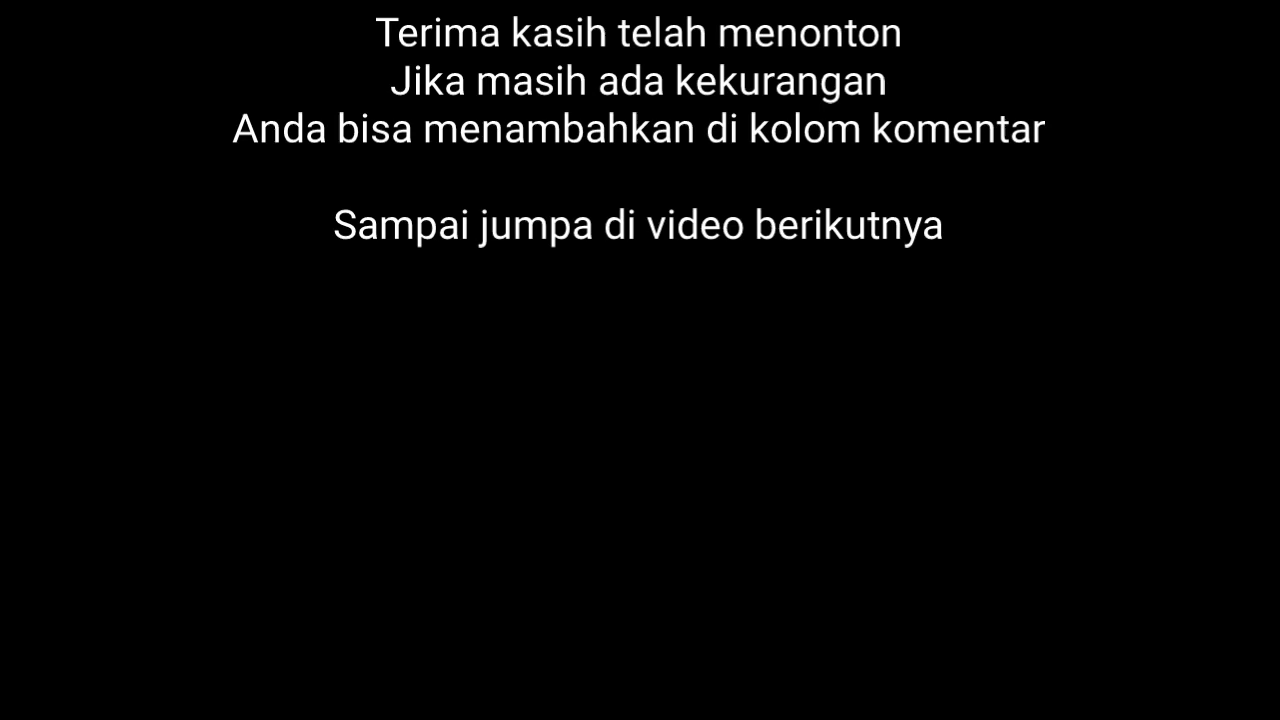 Terima kasih telah menonton
Jika masih ada kekurangan
Anda bisa menambahkan di kolom komentar
Sampai jumpa di video berikutnya